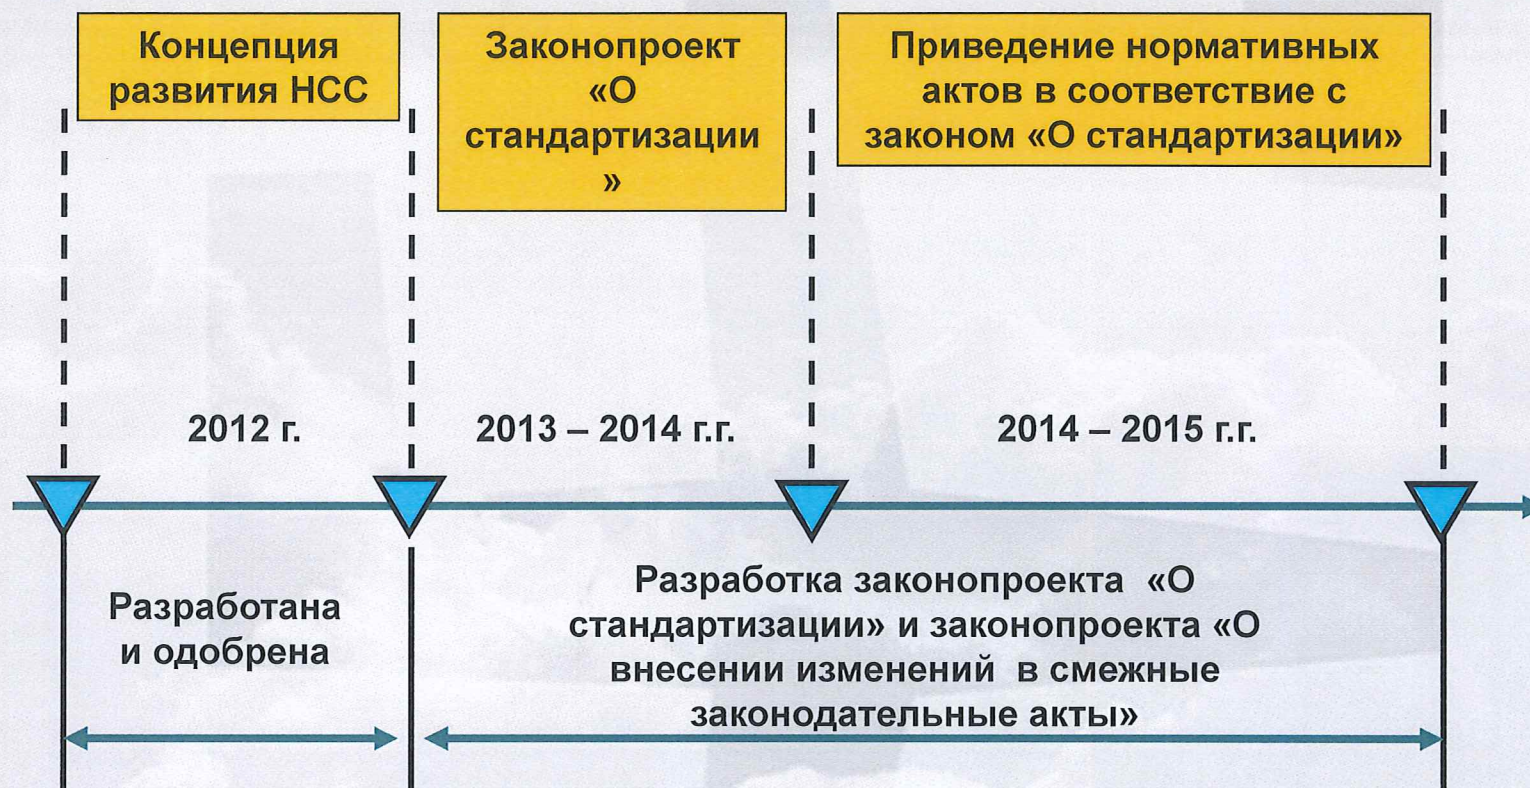 Концепция
развития НСС
Законопроект
«О
стандартизации
»
Приведение нормативных
актов в соответствие с
законом «О стандартизации»
2012 г.
2013 – 2014 г.г.
2014 – 2015 г.г.
Разработана
и одобрена
Разработка законопроекта «О
стандартизации» и законопроекта «О
внесении изменений в смежные
законодательные акты»